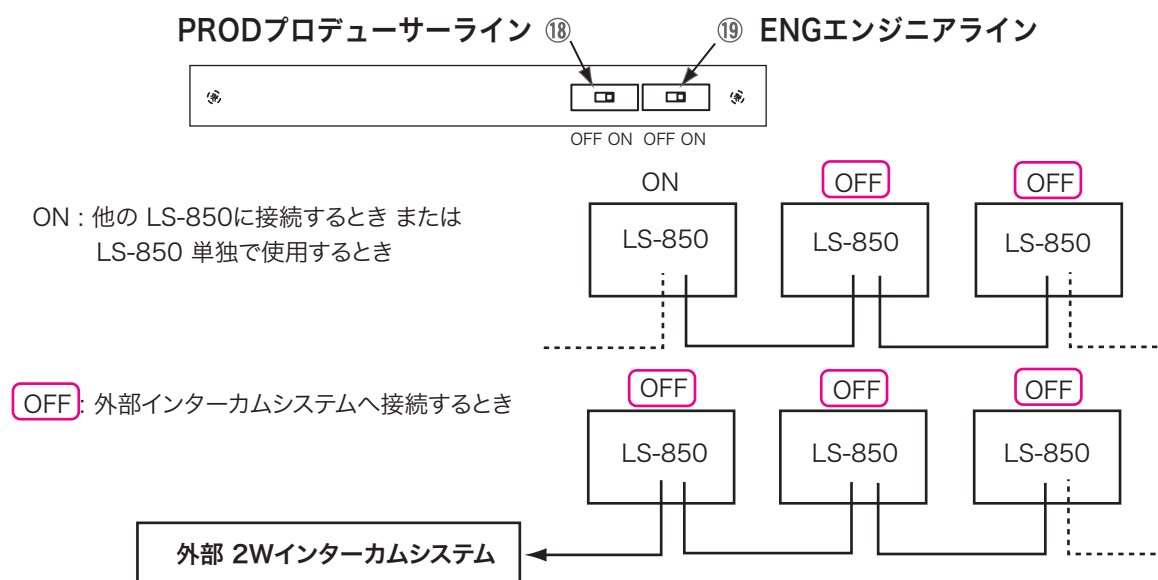 PRODプロデューサーライン ⑱ ⑲ ENGエンジニアライン
OFF ON OFF ON
ON OFF OFF
ON : 他の LS-850に接続するとき または
LS-850 単独で使用するとき
LS-850 LS-850 LS-850
OFF OFF OFF
OFF : 外部インターカムシステムへ接続するとき
LS-850 LS-850 LS-850
外部 2Wインターカムシステム